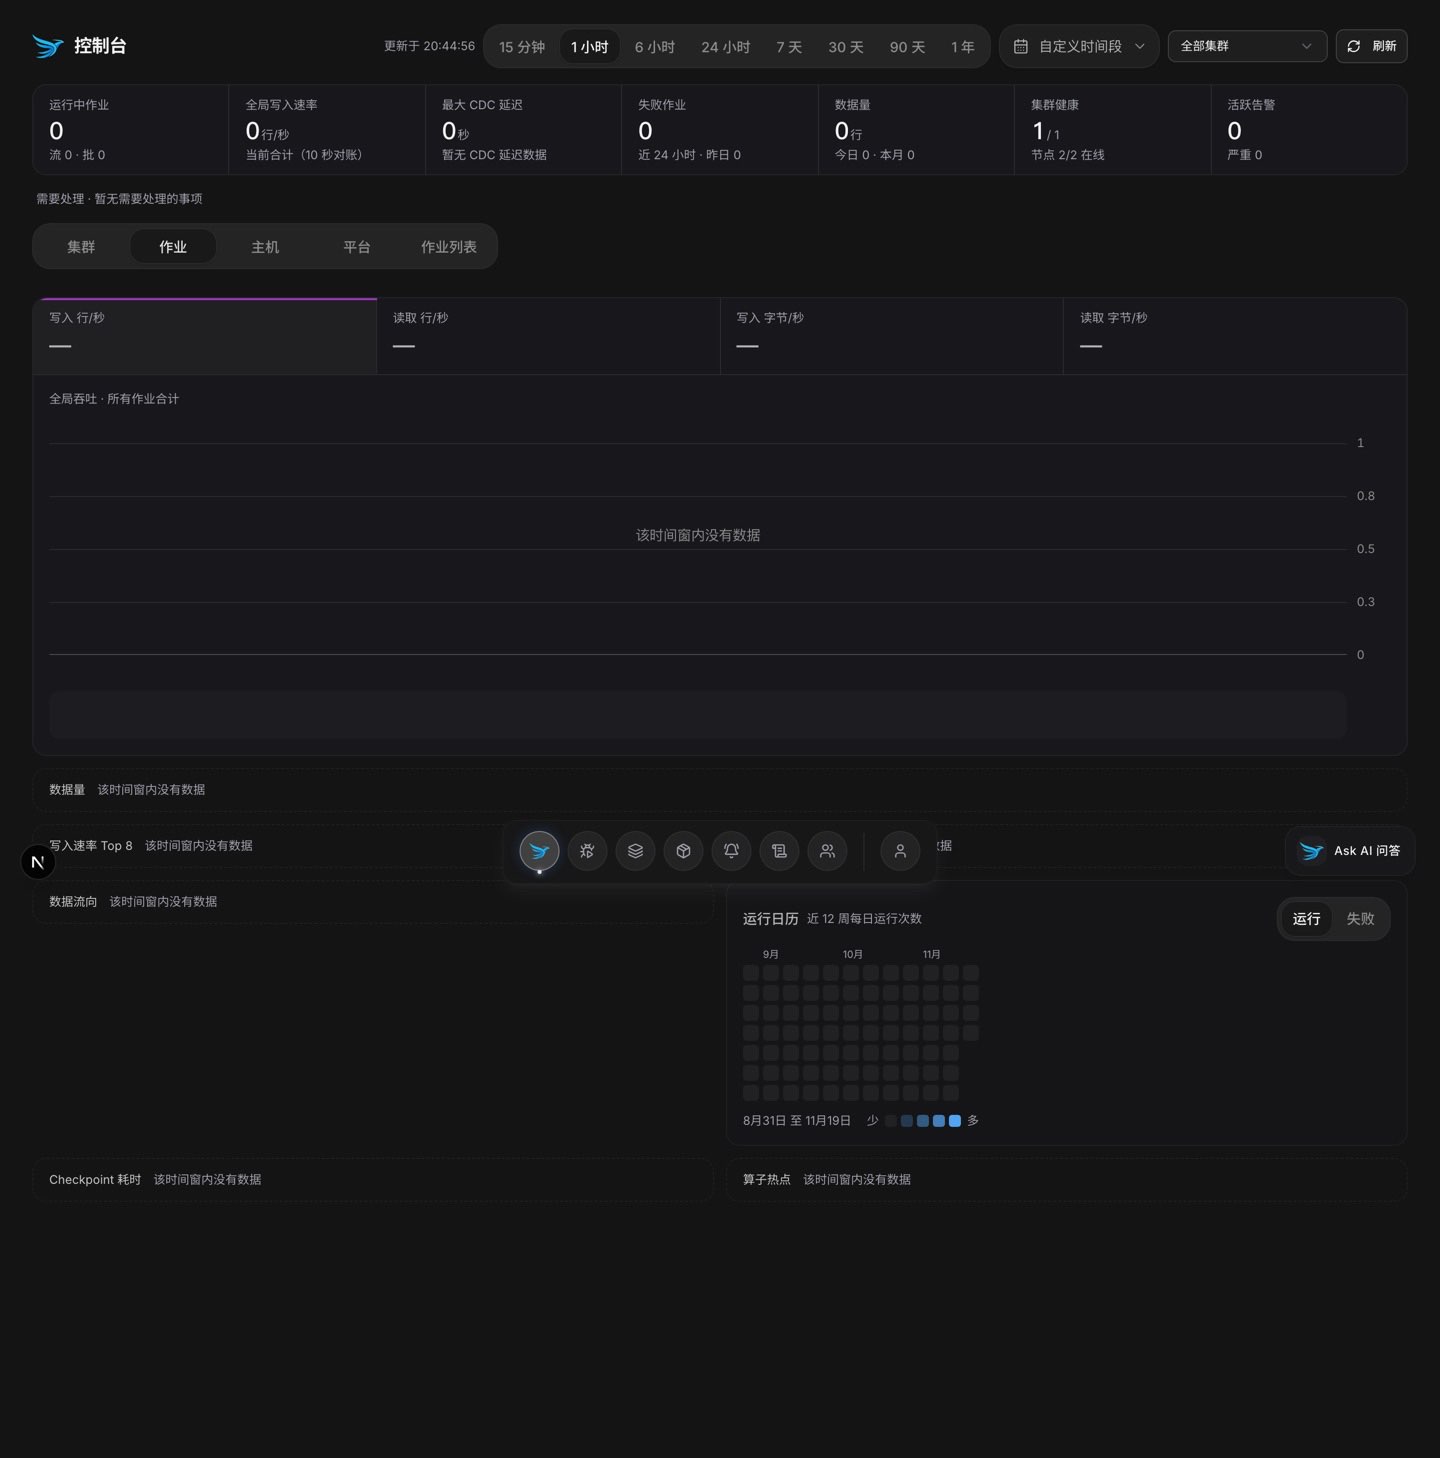 控制台
更新于 20:44:56
15 分钟 1 小时 6 小时 24 小时 7 天 30 天 90 天 1 年
自定义时间段
全部集群
刷新
运行中作业
0
流 0 · 批 0
全局写入速率
0 行/秒
当前合计（10 秒对账）
最大 CDC 延迟
0 秒
暂无 CDC 延迟数据
失败作业
0
近 24 小时 · 昨日 0
数据量
0 行
今日 0 · 本月 0
集群健康
1 / 1
节点 2/2 在线
活跃告警
0
严重 0
需要处理 · 暂无需要处理的事项
集群 作业 主机 平台 作业列表
写入 行/秒
—
读取 行/秒
—
写入 字节/秒
—
读取 字节/秒
—
全局吞吐 · 所有作业合计
1
0.8
该时间窗内没有数据
0.5
0.3
0
数据量 该时间窗内没有数据
写入速率 Top 8 该时间窗内没有数据
数据
N
Ask AI 问答
数据流向 该时间窗内没有数据
运行日历 近 12 周每日运行次数
运行 失败
9月 10月 11月
8月31日 至 11月19日 少 多
Checkpoint 耗时 该时间窗内没有数据
算子热点 该时间窗内没有数据